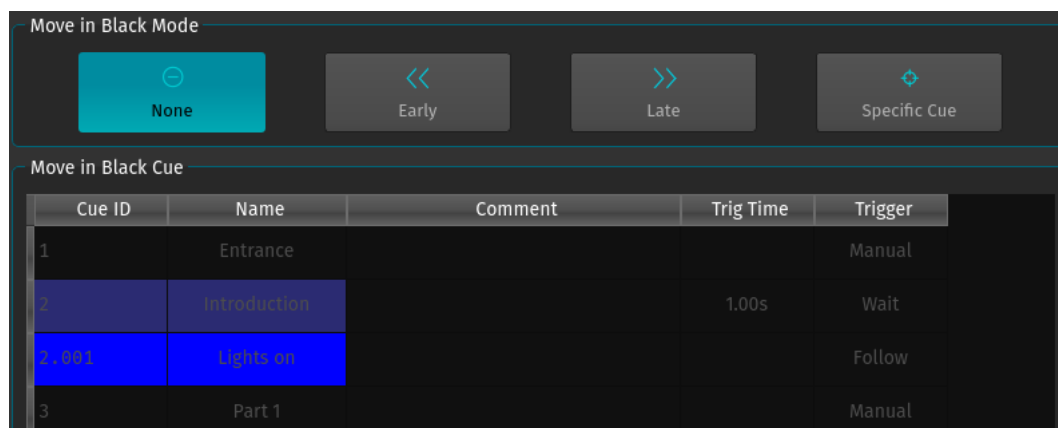 Move in Black Mode
None Early Late Specific Cue
Move in Black Cue
Cue ID Name Comment Trig Time Trigger
1 Entrance Manual
2 Introduction 1.00s Wait
2.001 Lights on Follow
3 Part 1 Manual